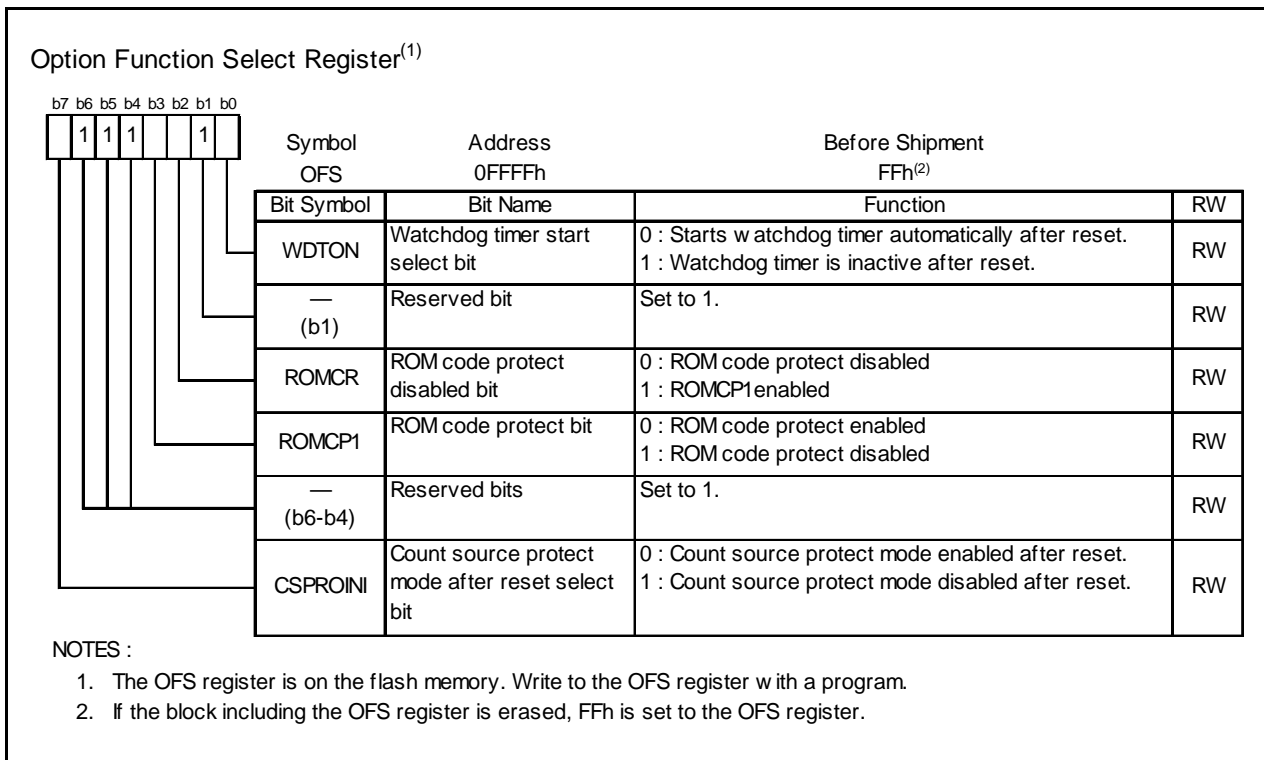 Option Function Select Register(1)
b7 b6 b5 b4 b3 b2 b1 b0
1 1 1 1
Symbol Address Before Shipment
OFS 0FFFFh FFh(2)
Bit Symbol Bit Name Function RW
WDTON Watchdog timer start select bit 0 : Starts watchdog timer automatically after reset. RW
1 : Watchdog timer is inactive after reset.
— Reserved bit Set to 1. RW
(b1)
ROMCR ROM code protect disabled bit 0 : ROM code protect disabled RW
1 : ROMCP1enabled
ROMCP1 ROM code protect bit 0 : ROM code protect enabled RW
1 : ROM code protect disabled
— Reserved bits Set to 1. RW
(b6-b4)
CSPROINI Count source protect mode after reset select bit 0 : Count source protect mode enabled after reset. RW
1 : Count source protect mode disabled after reset.
NOTES :
1. The OFS register is on the flash memory. Write to the OFS register with a program.
2. If the block including the OFS register is erased, FFh is set to the OFS register.